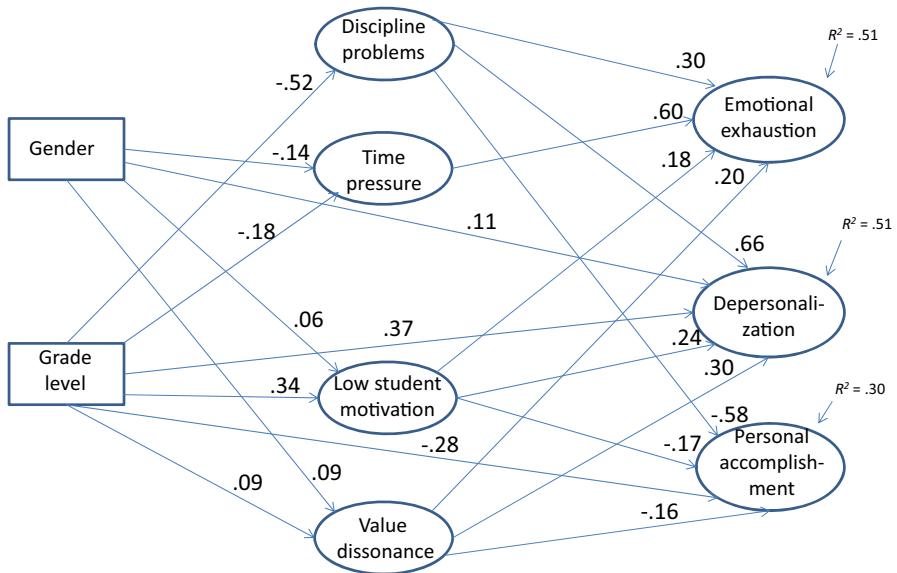 Discipline
problems
R² = .51
.30
-.52
Emotional
exhaustion
.60
Gender
-.14
Time
pressure
.18
.20
-.18
.11
R² = .51
.66
Depersonali-
zation
.06
.37
.24
Grade
level
.34
Low student
motivation
.30
R² = .30
-.58
-.28
-.17
Personal
accomplish-
ment
.09
.09
-.16
Value
dissonance